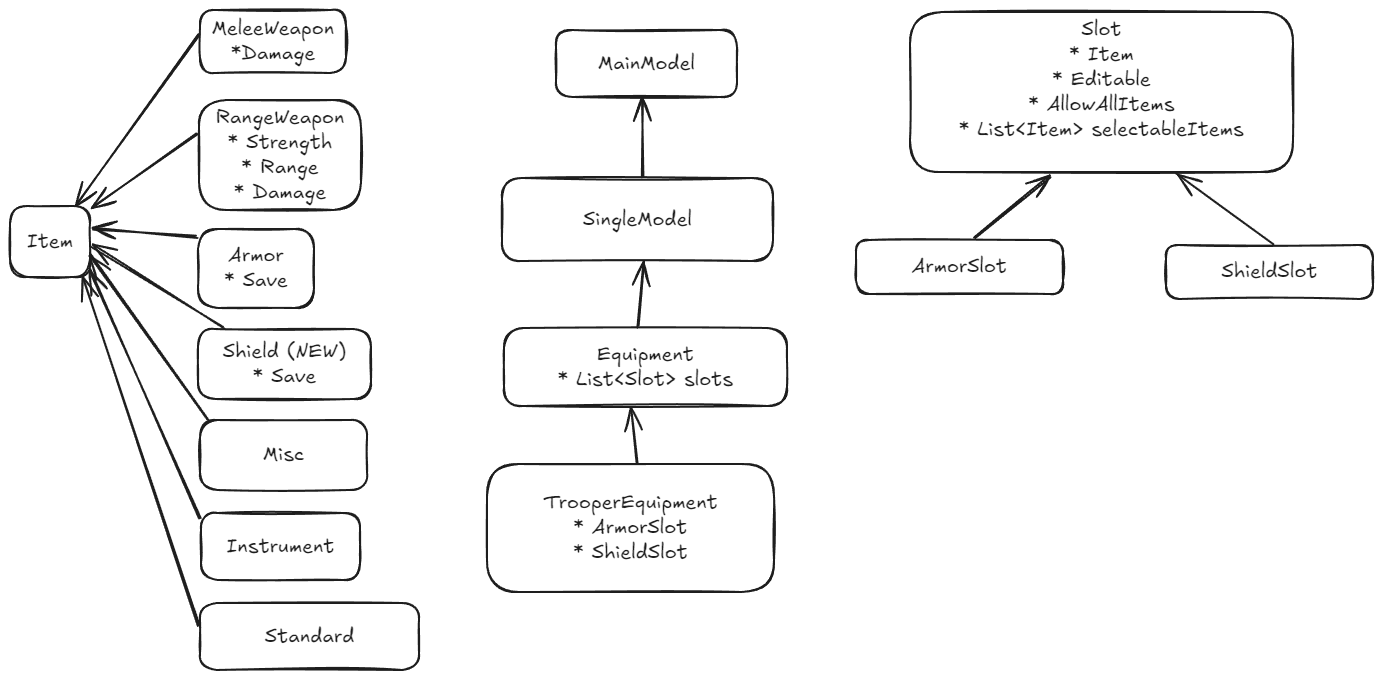 MeleeWeapon
*Damage
RangeWeapon
* Strength
* Range
* Damage
Item
Armor
* Save
Shield (NEW)
* Save
Misc
Instrument
Standard
MainModel
SingleModel
Equipment
* List<Slot> slots
TrooperEquipment
* ArmorSlot
* ShieldSlot
Slot
* Item
* Editable
* AllowAllItems
* List<Item> selectableItems
ArmorSlot
ShieldSlot